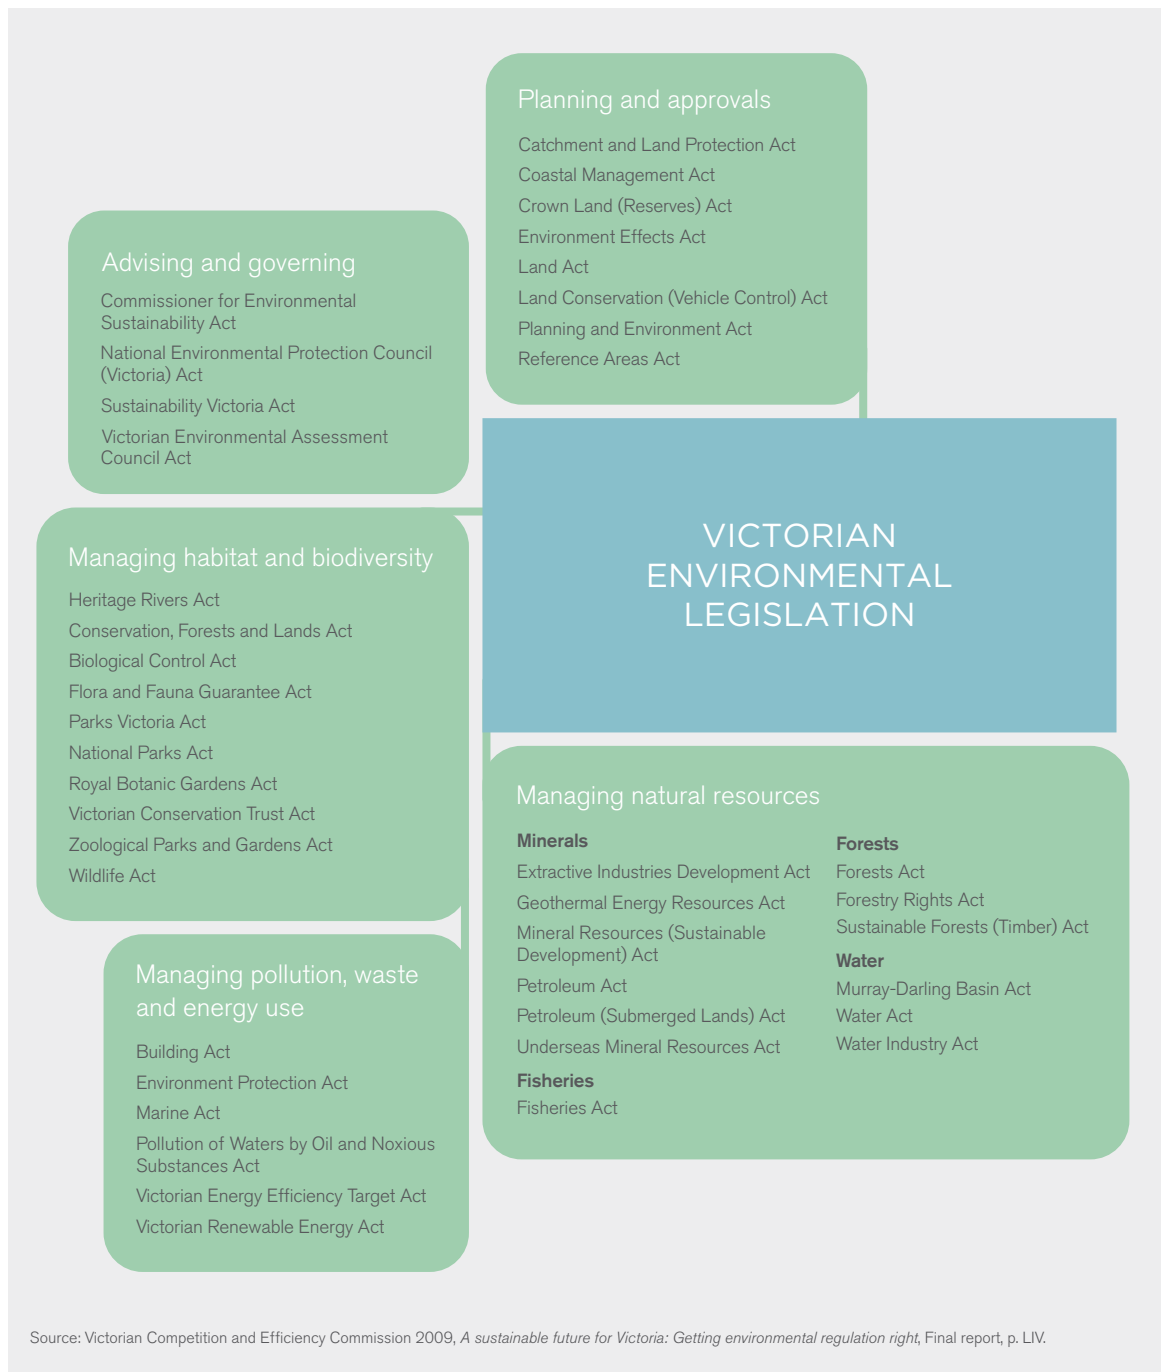 Planning and approvals
Catchment and Land Protection Act
Coastal Management Act
Crown Land (Reserves) Act
Environment Effects Act
Land Act
Land Conservation (Vehicle Control) Act
Planning and Environment Act
Reference Areas Act
Advising and governing
Commissioner for Environmental
Sustainability Act
National Environmental Protection Council
(Victoria) Act
Sustainability Victoria Act
Victorian Environmental Assessment
Council Act
VICTORIAN
ENVIRONMENTAL
LEGISLATION
Managing habitat and biodiversity
Heritage Rivers Act
Conservation, Forests and Lands Act
Biological Control Act
Flora and Fauna Guarantee Act
Parks Victoria Act
National Parks Act
Royal Botanic Gardens Act
Victorian Conservation Trust Act
Zoological Parks and Gardens Act
Wildlife Act
Managing natural resources
Minerals
Extractive Industries Development Act
Geothermal Energy Resources Act
Mineral Resources (Sustainable
Development) Act
Petroleum Act
Petroleum (Submerged Lands) Act
Underseas Mineral Resources Act
Fisheries
Fisheries Act
Forests
Forests Act
Forestry Rights Act
Sustainable Forests (Timber) Act
Water
Murray-Darling Basin Act
Water Act
Water Industry Act
Managing pollution, waste
and energy use
Building Act
Environment Protection Act
Marine Act
Pollution of Waters by Oil and Noxious
Substances Act
Victorian Energy Efficiency Target Act
Victorian Renewable Energy Act
Source: Victorian Competition and Efficiency Commission 2009, A sustainable future for Victoria: Getting environmental regulation right, Final report, p. LIV.